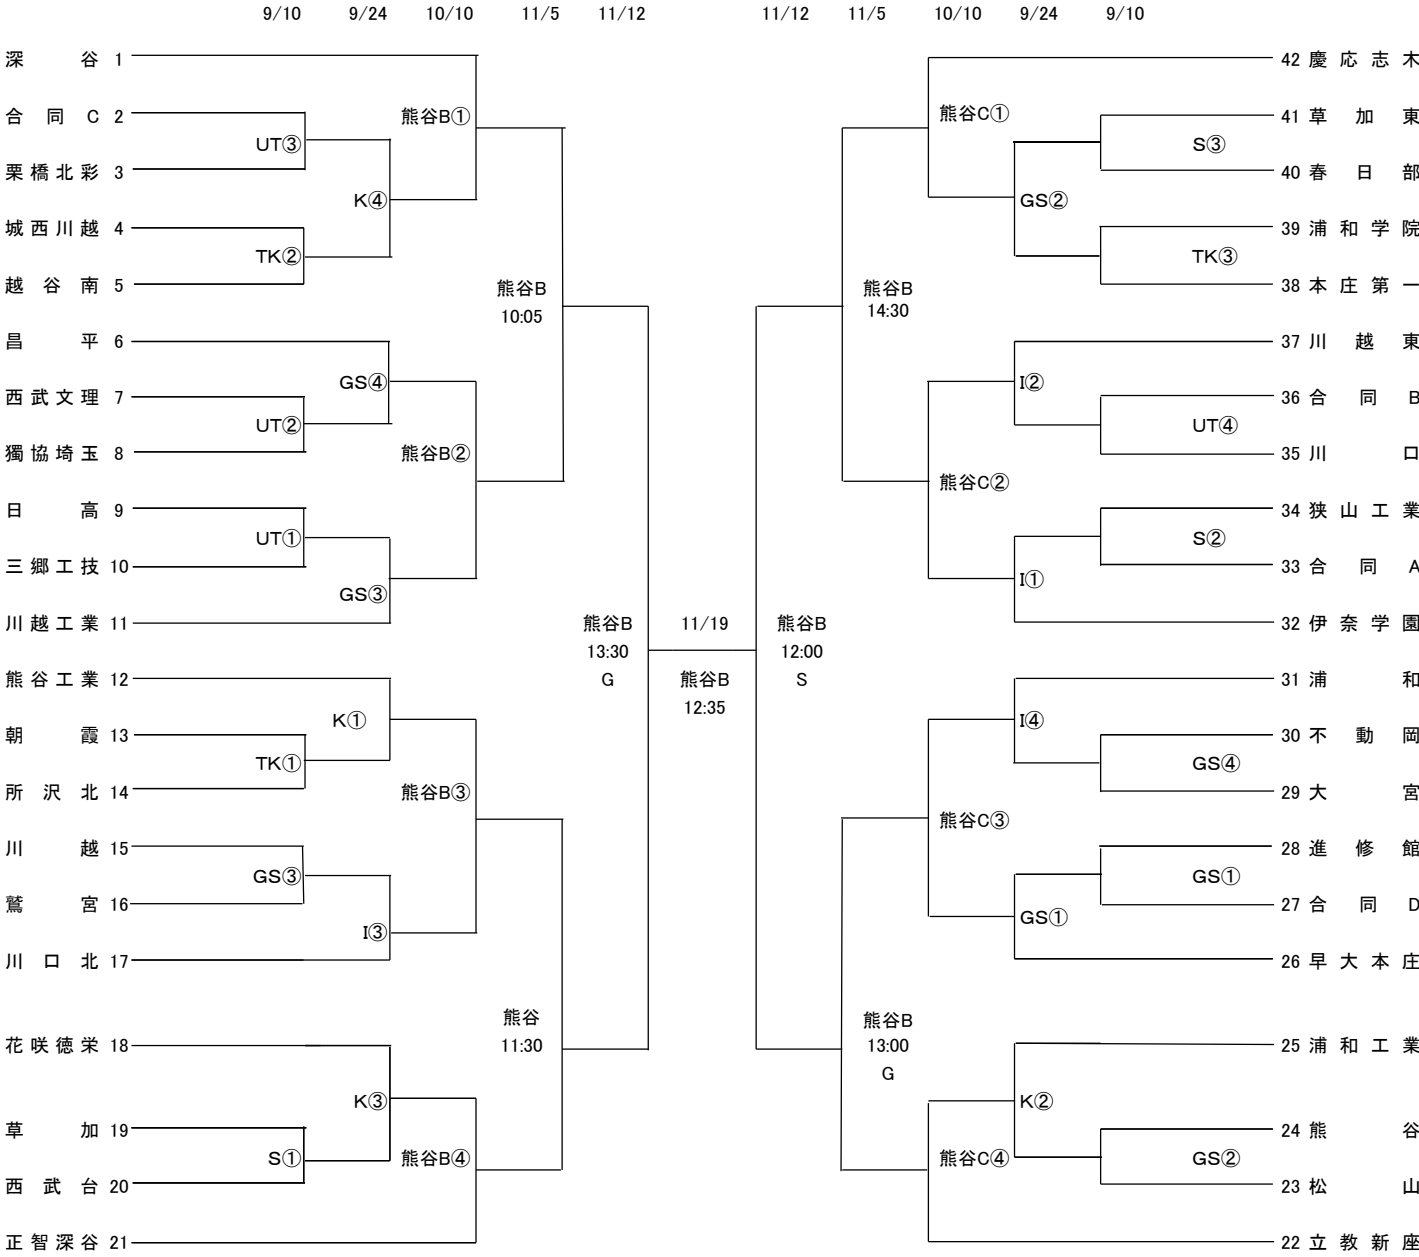 9/10 9/24 10/10 11/5 11/12 11/12 11/5 10/10 9/24 9/10
深谷 1 42 慶応志木
合同C 2 熊谷B① 熊谷C① 41 草加東
UT③ S③
栗橋北彩 3 40 春日部
K④ GS②
城西川越 4 39 浦和学院
TK② TK③
越谷南 5 熊谷B 熊谷B 38 本庄第一
10:05 14:30
昌平 6 37 川越東
GS④ I②
西武文理 7 36 合同B
UT② UT④
獨協埼玉 8 熊谷B② 35 川口
熊谷C②
日高 9 34 狭山工業
UT① S②
三郷工技 10 33 合同A
GS③ I①
川越工業 11 熊谷B 11/19 熊谷B 32 伊奈学園
13:30 12:00
熊谷工業 12 G 熊谷B S 31 浦和
12:35
K① I④
朝霞 13 30 不動岡
TK① GS④
所沢北 14 熊谷B③ 29 大宮
熊谷C③
川越 15 28 進修館
GS③ GS①
鷲宮 16 27 合同D
I③ GS①
川口北 17 26 早大本庄
熊谷 熊谷B
花咲徳栄 18 11:30 13:00 25 浦和工業
G
K③ K②
草加 19 24 熊谷
S① 熊谷B④ 熊谷C④ GS②
西武台 20 23 松山
正智深谷 21 22 立教新座